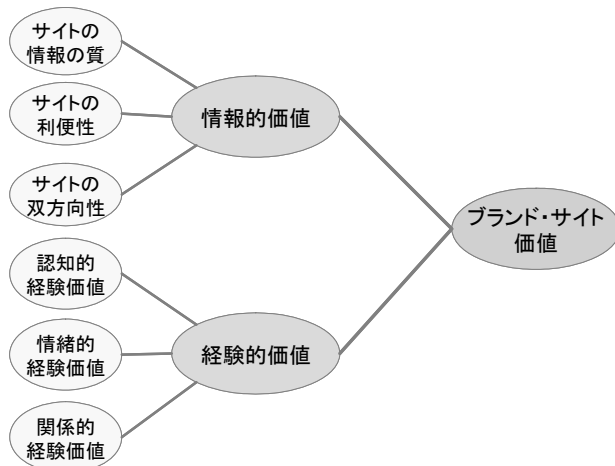 サイトの
情報の質
サイトの
利便性
サイトの
双方向性
情報的価値
認知的
経験価値
情緒的
経験価値
関係的
経験価値
経験的価値
ブランド・サイト
価値